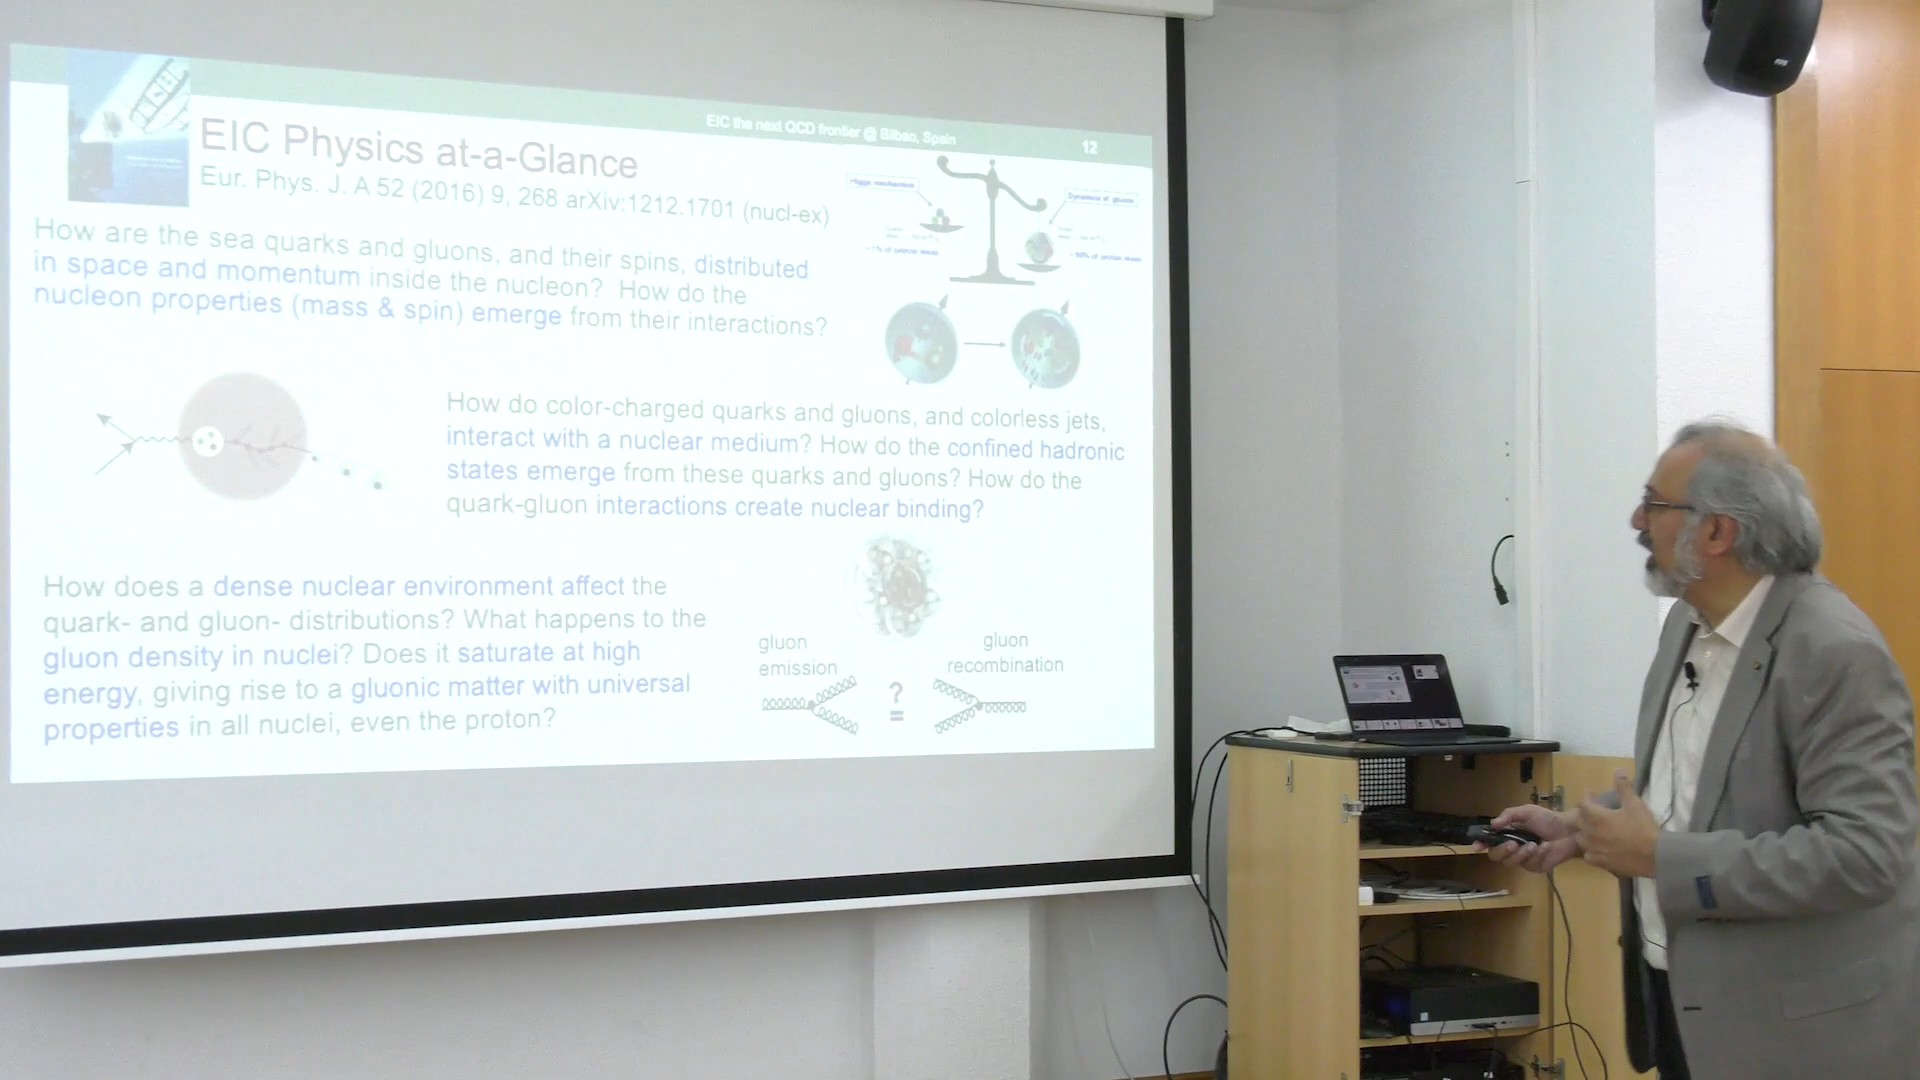 EIC the next QCD frontier @ Bilbao, Spain
12
EIC Physics at-a-Glance
Eur. Phys. J. A 52 (2016) 9, 268 arXiv:1212.1701 (nucl-ex)
Higgs mechanism
Dynamics of gluons
How are the sea quarks and gluons, and their spins, distributed
in space and momentum inside the nucleon? How do the
nucleon properties (mass & spin) emerge from their interactions?
How do color-charged quarks and gluons, and colorless jets,
interact with a nuclear medium? How do the confined hadronic
states emerge from these quarks and gluons? How do the
quark-gluon interactions create nuclear binding?
How does a dense nuclear environment affect the
quark- and gluon- distributions? What happens to the
gluon density in nuclei? Does it saturate at high
energy, giving rise to a gluonic matter with universal
properties in all nuclei, even the proton?
gluon
emission
?
=
gluon
recombination